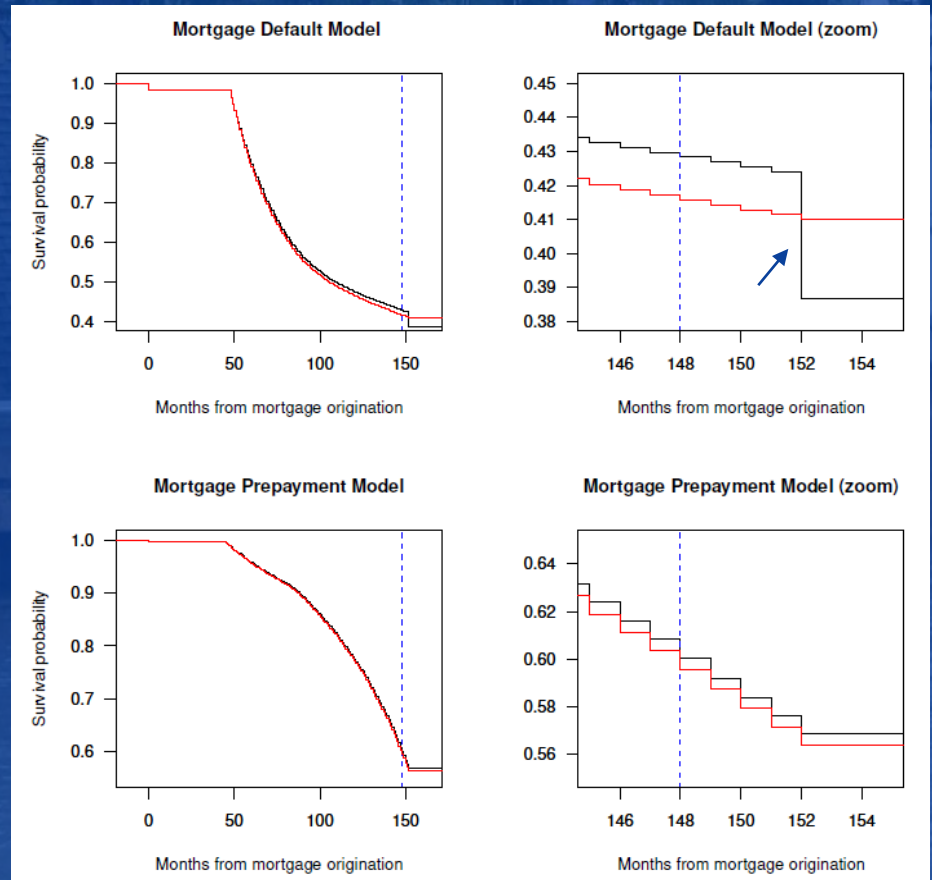 Mortgage Default Model
1.0
0.9
0.8
0.7
0.6
0.5
0.4
Survival probability
0 50 100 150
Months from mortgage origination
Mortgage Default Model (zoom)
0.45
0.44
0.43
0.42
0.41
0.40
0.39
0.38
146 148 150 152 154
Months from mortgage origination
Mortgage Prepayment Model
1.0
0.9
0.8
0.7
0.6
Survival probability
0 50 100 150
Months from mortgage origination
Mortgage Prepayment Model (zoom)
0.64
0.62
0.60
0.58
0.56
146 148 150 152 154
Months from mortgage origination